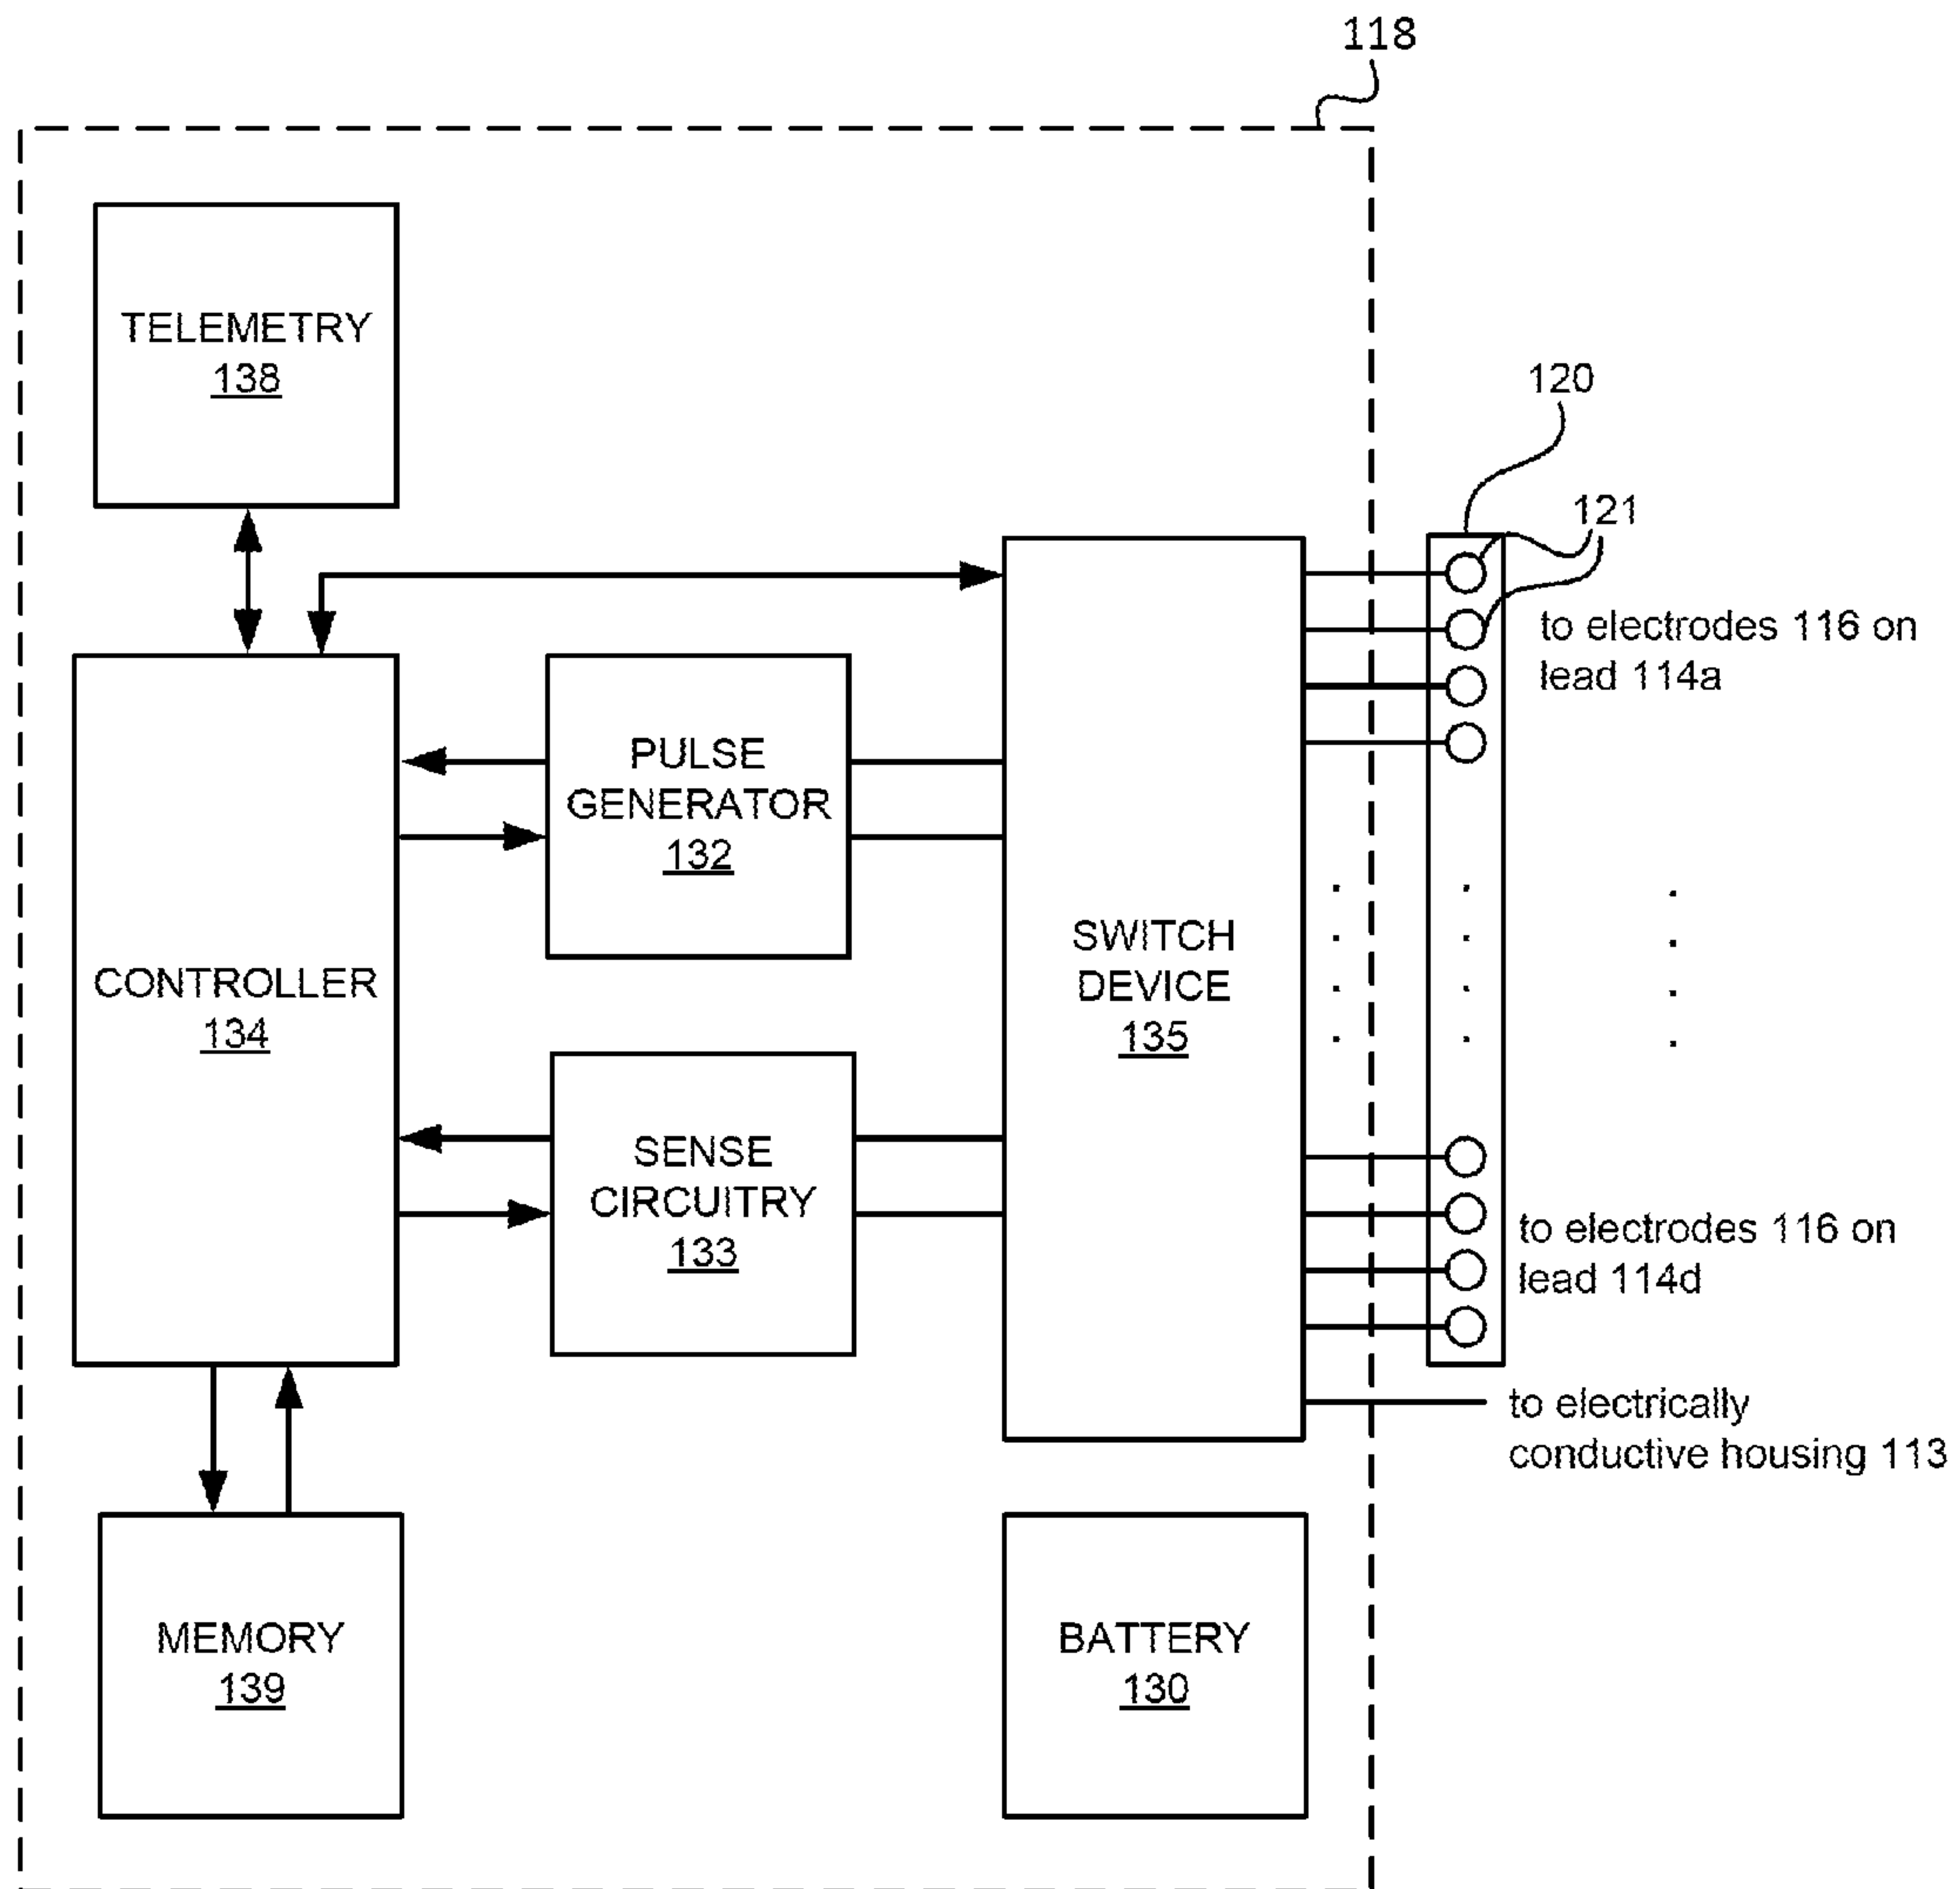 118
TELEMETRY
138
120
121
to electrodes 116 on
lead 114a
PULSE
GENERATOR
132
SWITCH
DEVICE
135
CONTROLLER
134
SENSE
CIRCUITRY
133
to electrodes 116 on
lead 114d
to electrically
conductive housing 113
MEMORY
139
BATTERY
130